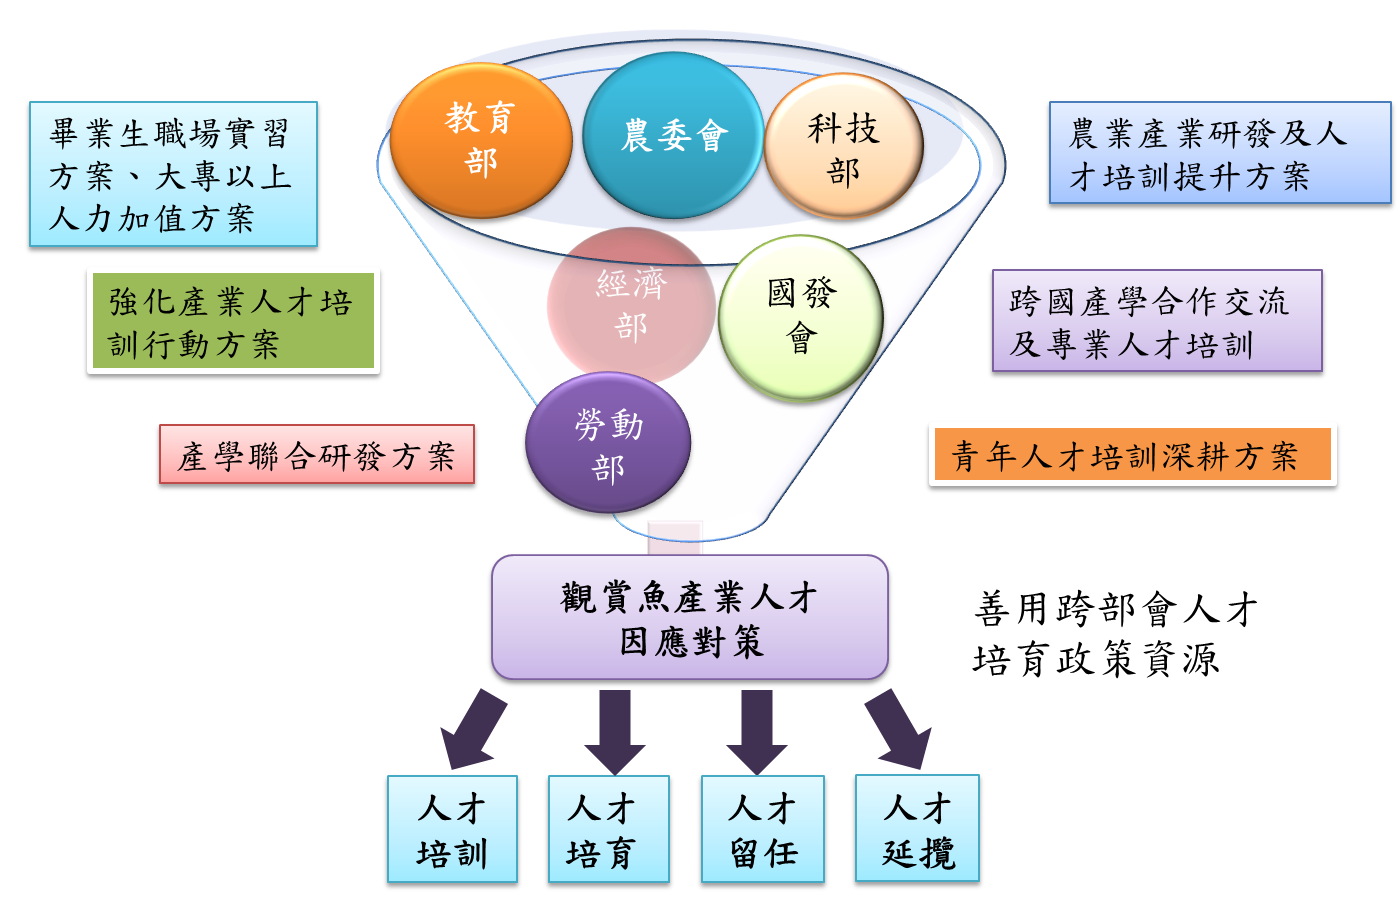 教育
部
農委會
科技
部
經濟
部
國發
會
勞動
部
畢業生職場實習
方案、大專以上
人力加值方案
強化產業人才培
訓行動方案
產學聯合研發方案
農業產業研發及人
才培訓提升方案
跨國產學合作交流
及專業人才培訓
青年人才培訓深耕方案
觀賞魚產業人才
因應對策
善用跨部會人才
培育政策資源
人才
培訓
人才
培育
人才
留任
人才
延攬